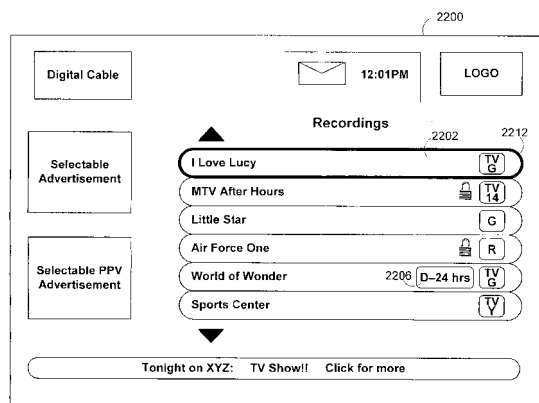 2200
Digital Cable
12:01PM
LOGO
Recordings
2202
2212
Selectable
Advertisement
I Love Lucy
TV
G
MTV After Hours
TV
14
Little Star
G
Air Force One
R
Selectable PPV
Advertisement
World of Wonder
2206
D–24 hrs
TV
G
Sports Center
TV
Y
Tonight on XYZ: TV Show!! Click for more